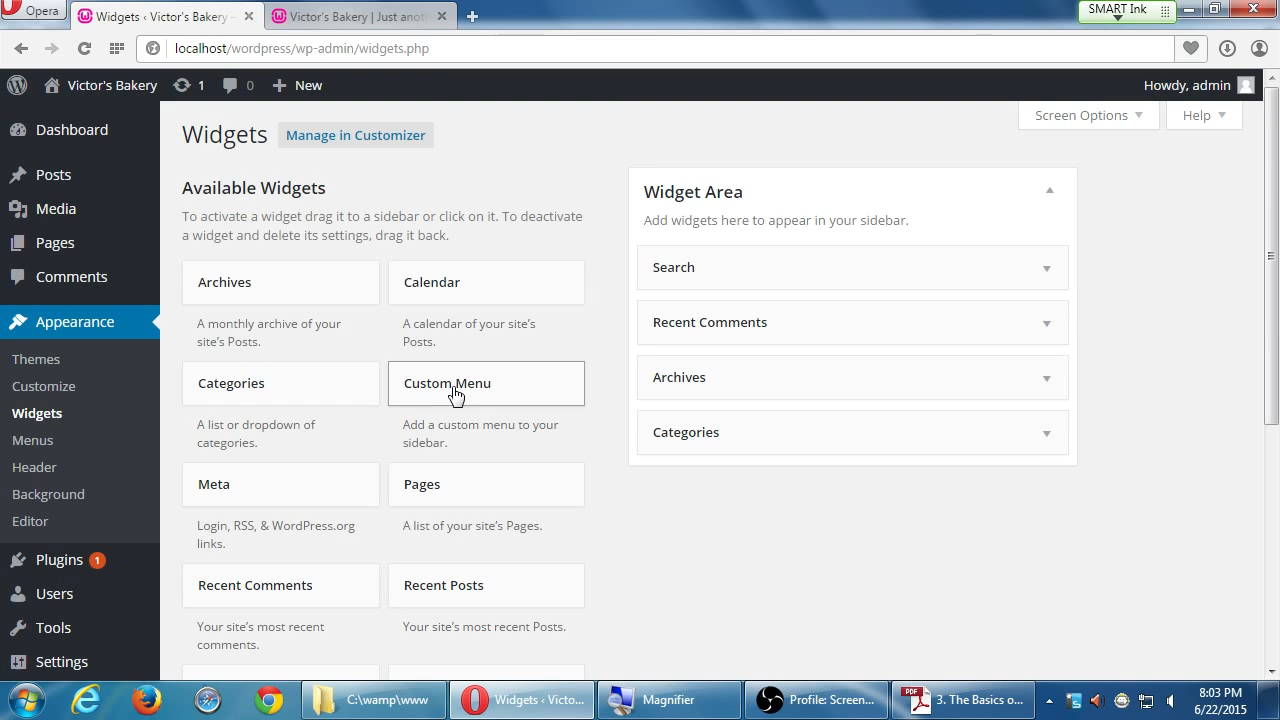 Opera
Widgets ‹ Victor's Bakery –
Victor's Bakery | Just anot
SMART Ink
localhost/wordpress/wp-admin/widgets.php
Victor's Bakery
1
0
New
Howdy, admin
Dashboard
Posts
Media
Pages
Comments
Appearance
Themes
Customize
Widgets
Menus
Header
Background
Editor
Plugins 1
Users
Tools
Settings
Screen Options
Help
Widgets
Manage in Customizer
Available Widgets
To activate a widget drag it to a sidebar or click on it. To deactivate
a widget and delete its settings, drag it back.
Archives
A monthly archive of your
site's Posts.
Calendar
A calendar of your site's
Posts.
Categories
A list or dropdown of
categories.
Custom Menu
Add a custom menu to your
sidebar.
Meta
Login, RSS, & WordPress.org
links.
Pages
A list of your site's Pages.
Recent Comments
Your site's most recent
comments.
Recent Posts
Your site's most recent Posts.
Widget Area
Add widgets here to appear in your sidebar.
Search
Recent Comments
Archives
Categories
C:\wamp\www
Widgets ‹ Victo...
Magnifier
Profile: Screen...
PDF
3. The Basics o...
8:03 PM
6/22/2015